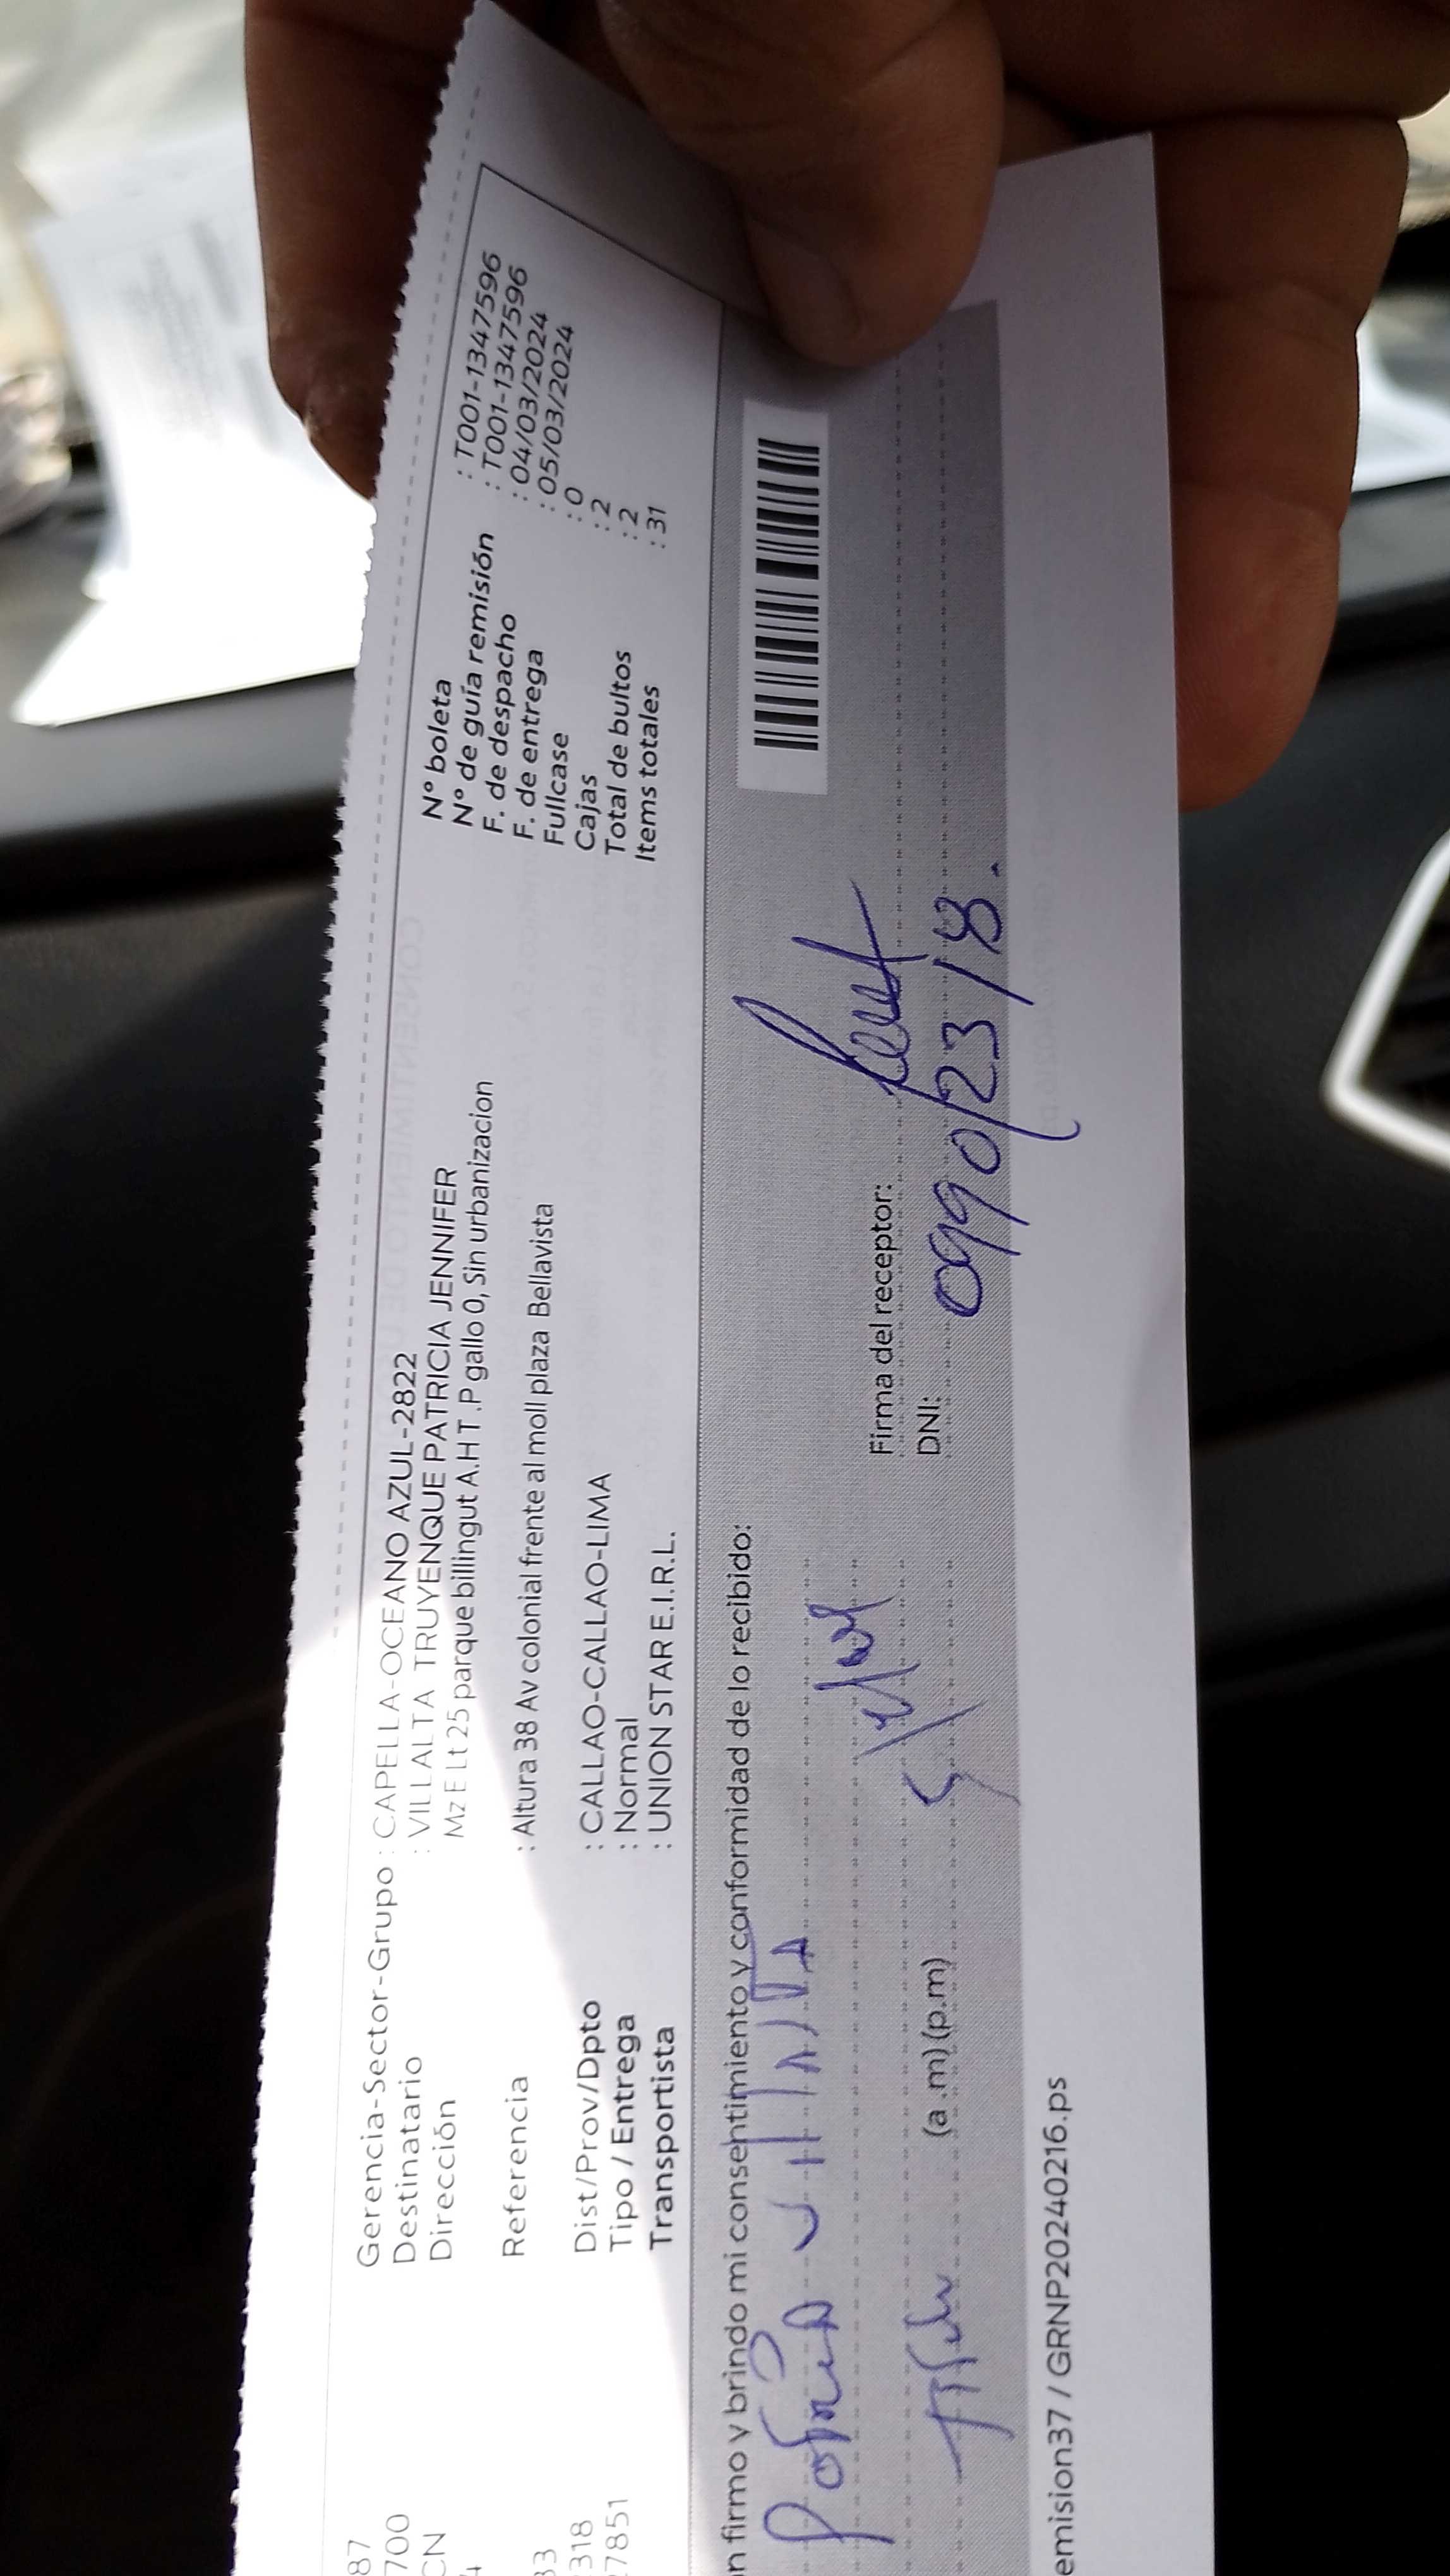 87
700
CN
4
33
318
27851
Gerencia-Sector-Grupo : CAPELLA-OCEANO AZUL-2822
Destinatario : VILLALTA TRUYENQUE PATRICIA JENNIFER
Dirección Mz E Lt 25 parque billingut A.H T .P gallo 0, Sin urbanizacion
Referencia : Altura 38 Av colonial frente al moll plaza Bellavista
Dist/Prov/Dpto : CALLAO-CALLAO-LIMA
Tipo / Entrega : Normal
Transportista : UNION STAR E.I.R.L.
N° boleta : T001-1347596
N° de guía remisión : T001-1347596
F. de despacho : 04/03/2024
F. de entrega : 05/03/2024
Fullcase : 0
Cajas : 2
Total de bultos : 2
Items totales : 31
n firmo y brindo mi consentimiento y conformidad de lo recibido:
Villalta
Firma del receptor:
(a .m) (p.m)
DNI: 099012318.
emision37 / GRNP20240216.ps